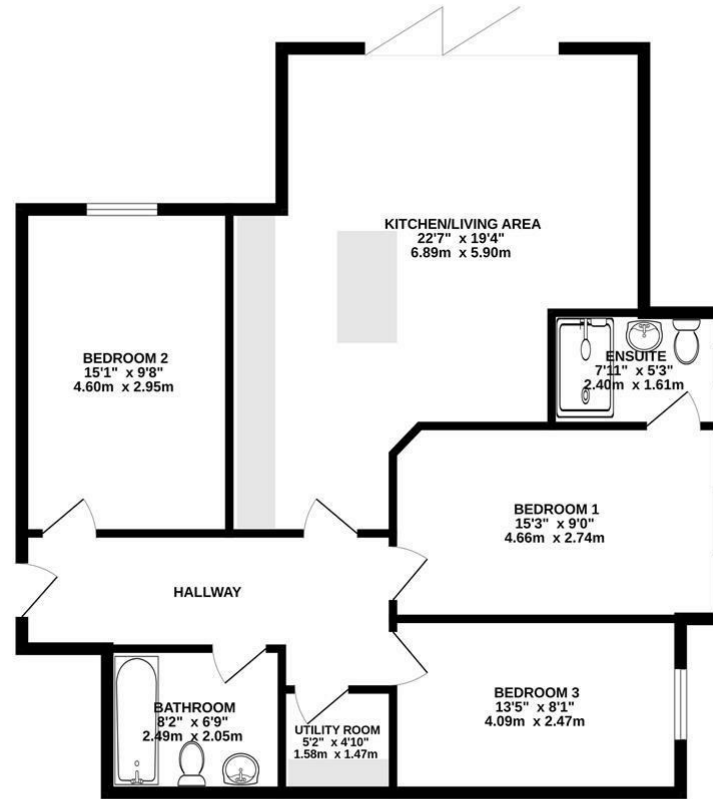 KITCHEN/LIVING AREA
22'7" x 19'4"
6.89m x 5.90m
BEDROOM 2
15'1" x 9'8"
4.60m x 2.95m
ENSUITE
7'11" x 5'3"
2.40m x 1.61m
BEDROOM 1
15'3" x 9'0"
4.66m x 2.74m
HALLWAY
BATHROOM
8'2" x 6'9"
2.49m x 2.05m
UTILITY ROOM
5'2" x 4'10"
1.58m x 1.47m
BEDROOM 3
13'5" x 8'1"
4.09m x 2.47m